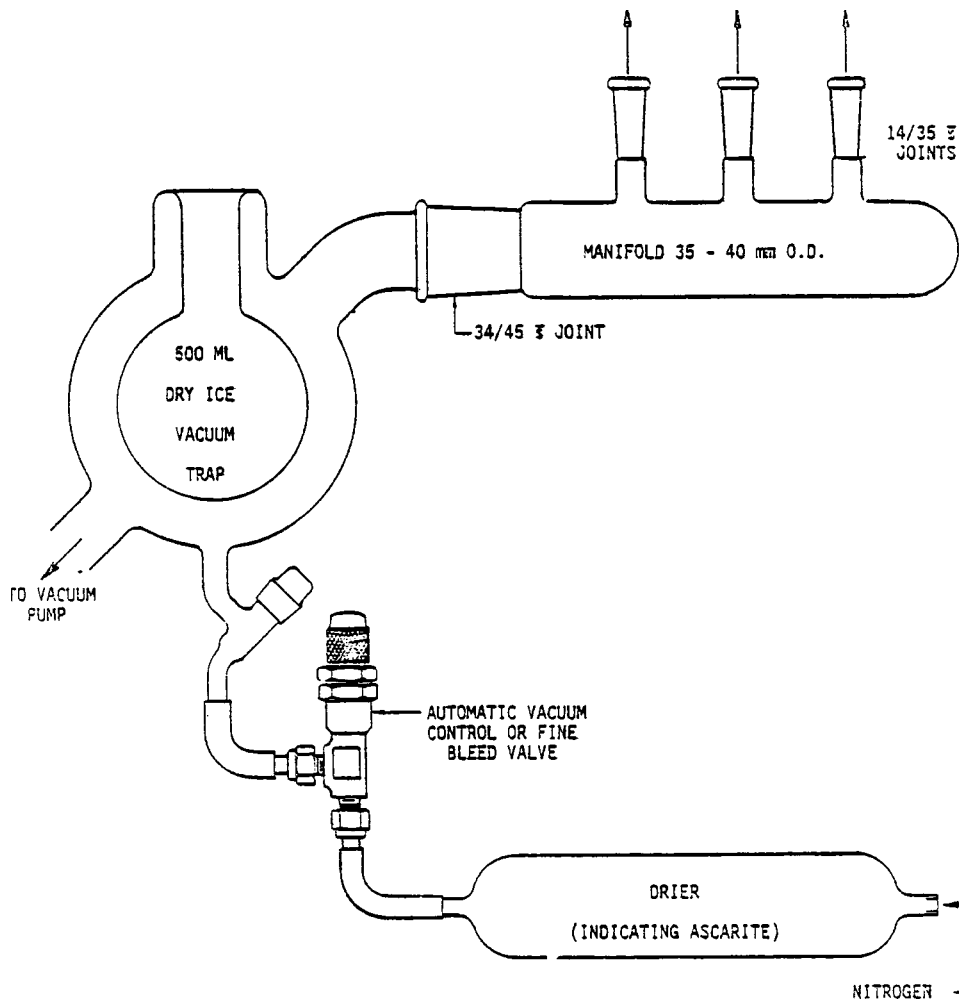 14/35 ⍕
JOINTS
MANIFOLD 35 - 40 mm O.D.
34/45 ⍕ JOINT
500 ML
DRY ICE
VACUUM
TRAP
TO VACUUM
PUMP
AUTOMATIC VACUUM
CONTROL OR FINE
BLEED VALVE
DRIER
(INDICATING ASCARITE)
NITROGEN